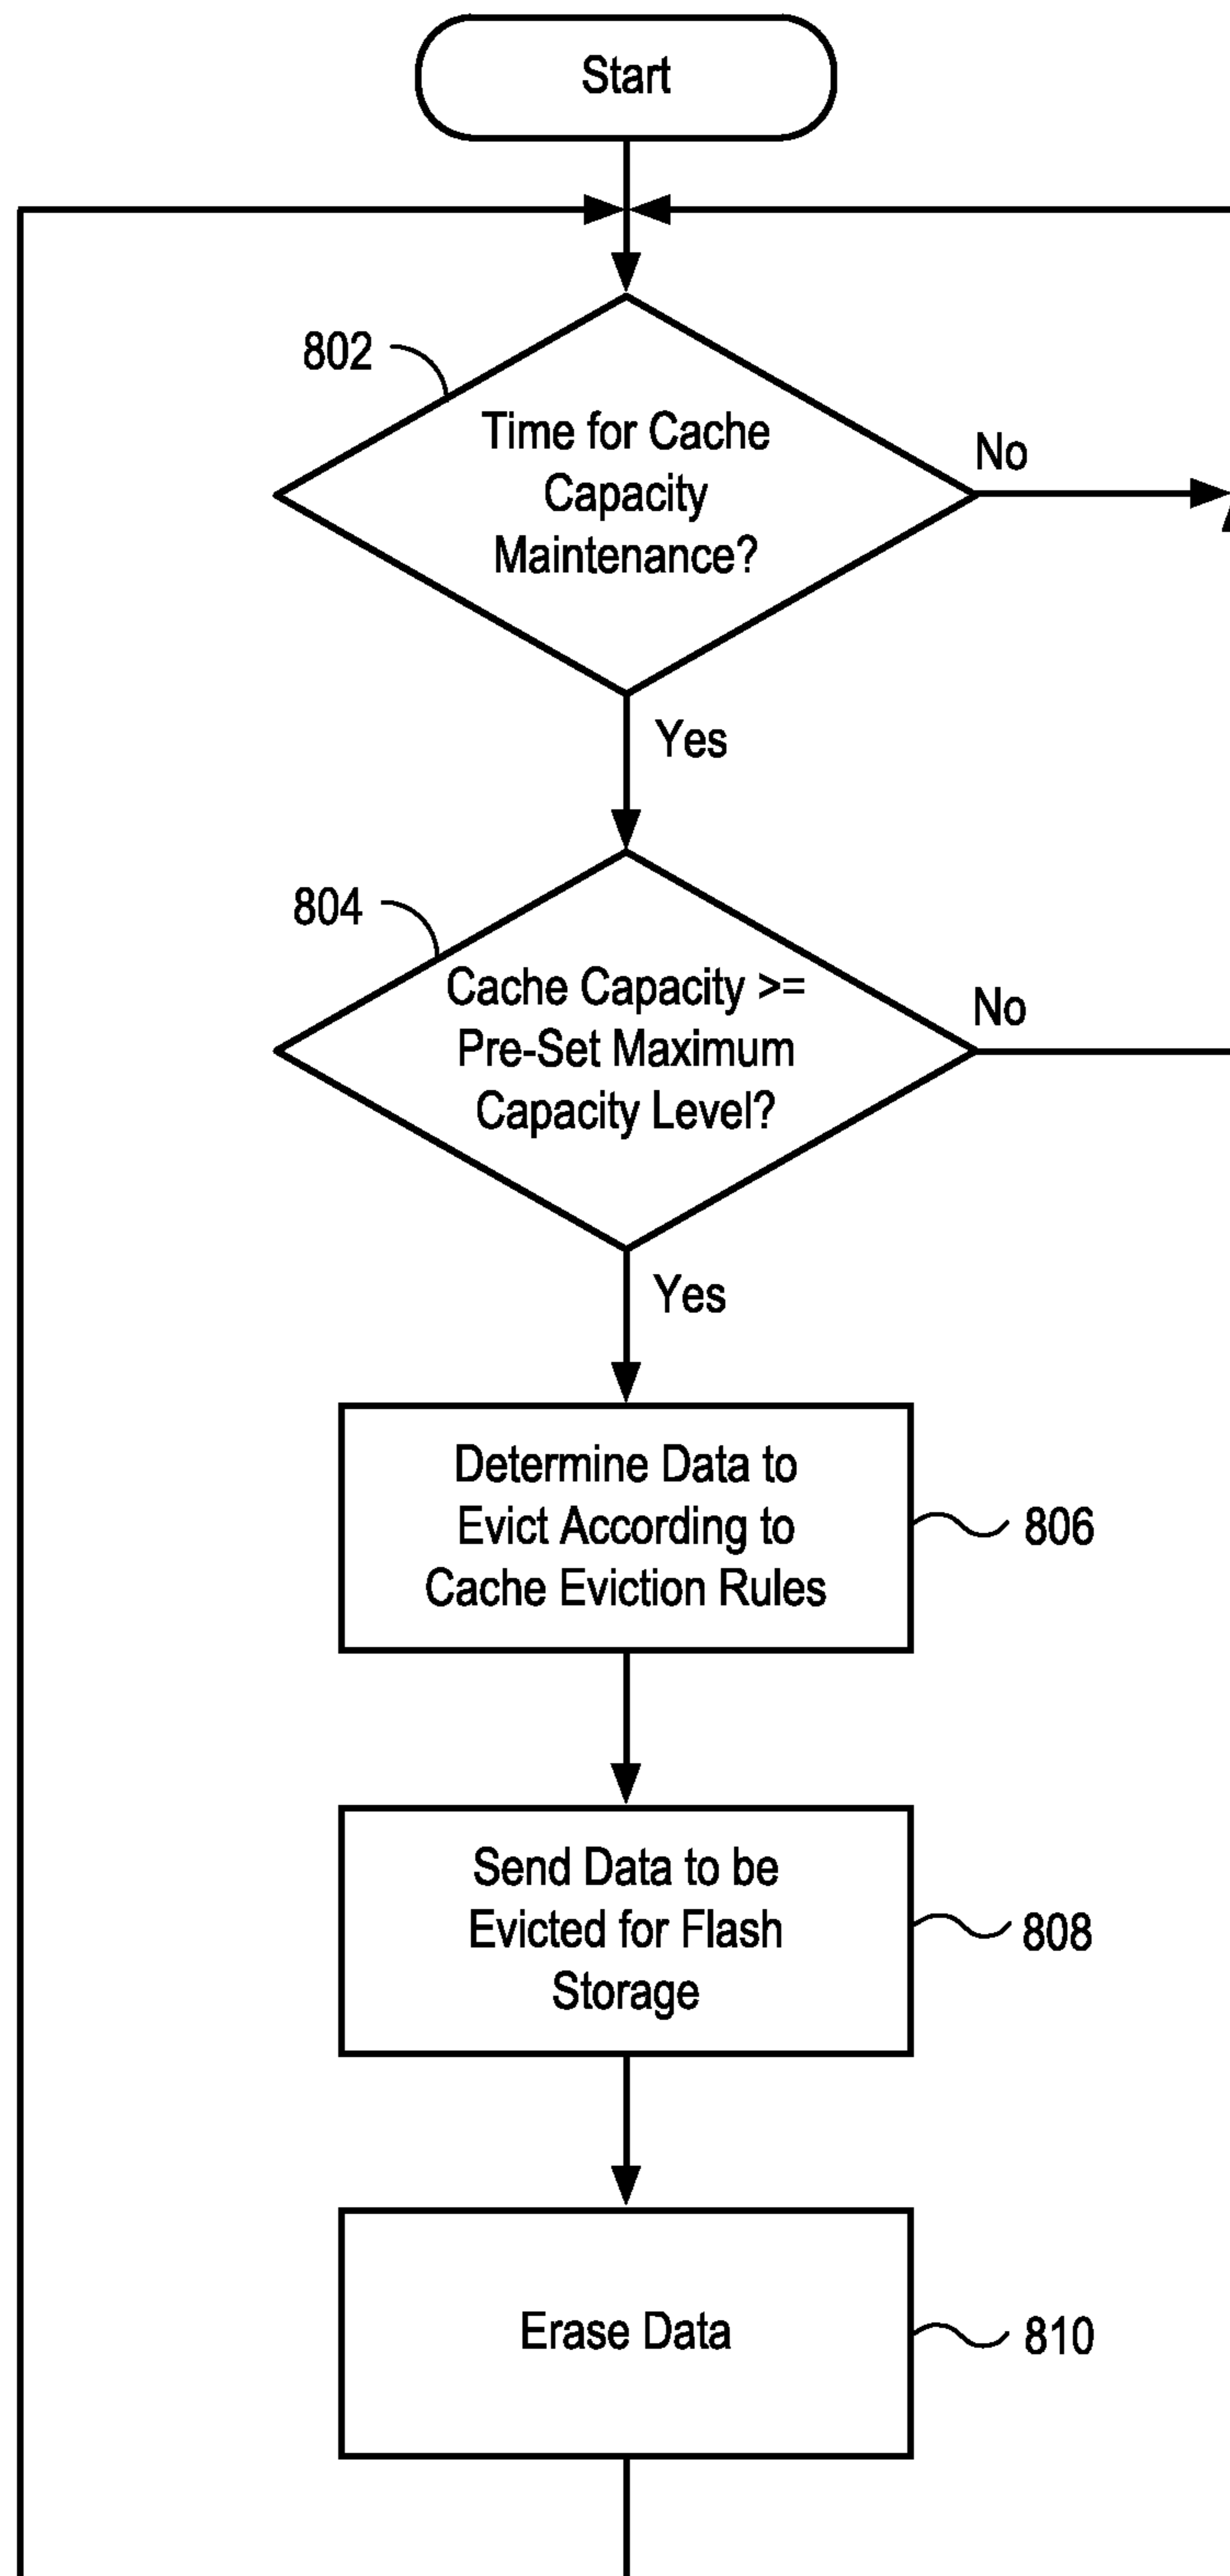 Start
802
Time for Cache
Capacity
Maintenance?
No
Yes
804
Cache Capacity >=
Pre-Set Maximum
Capacity Level?
No
Yes
Determine Data to
Evict According to
Cache Eviction Rules
806
Send Data to be
Evicted for Flash
Storage
808
Erase Data
810